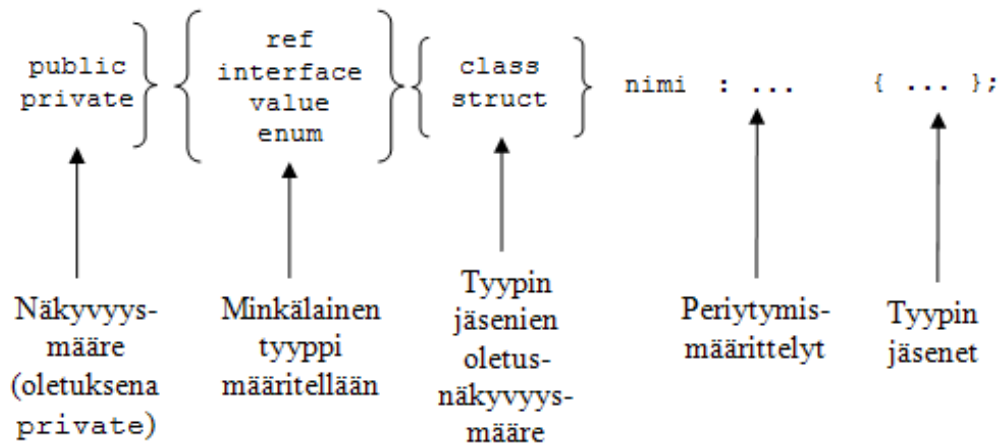 public
private
ref
interface
value
enum
class
struct
nimi : ... { ... };
Näkyvyys-
määre
(oletuksena
private)
Minkälainen
tyyppi
määritellään
Tyypin
jäsenien
oletus-
näkyvyys-
määre
Periytymis-
määrittelyt
Tyypin
jäsenet